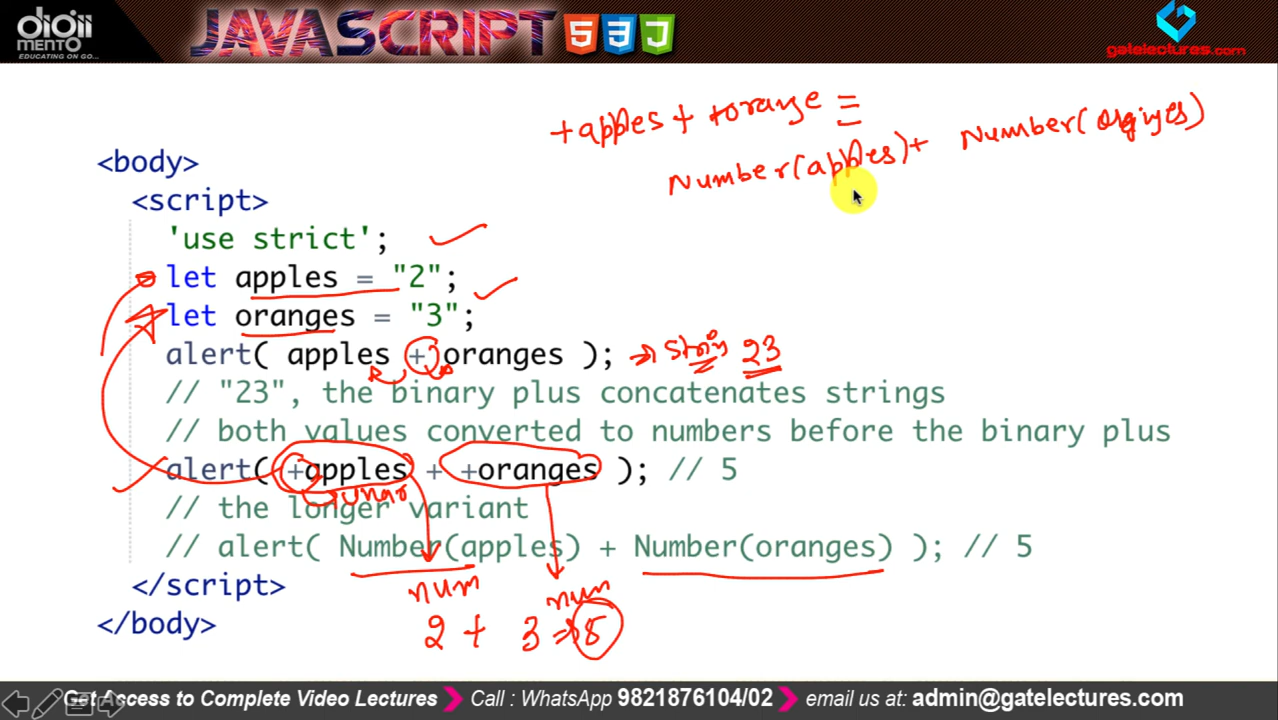 didii
MENTO
EDUCATING ON GO...
JAVASCRIPT
gatelectures.com
+apples + +orange ≡
Number(apples)+ Number(oranges)
<body>
<script>
'use strict';
let apples = "2";
let oranges = "3";
alert( apples + oranges ); → string 23
// "23", the binary plus concatenates strings
// both values converted to numbers before the binary plus
alert( +apples + +oranges ); // 5
unar
// the longer variant
// alert( Number(apples) + Number(oranges) ); // 5
</script>
num num
</body>
2 + 3 ⇒ 5
Get Access to Complete Video Lectures
Call : WhatsApp 9821876104/02
email us at: admin@gatelectures.com